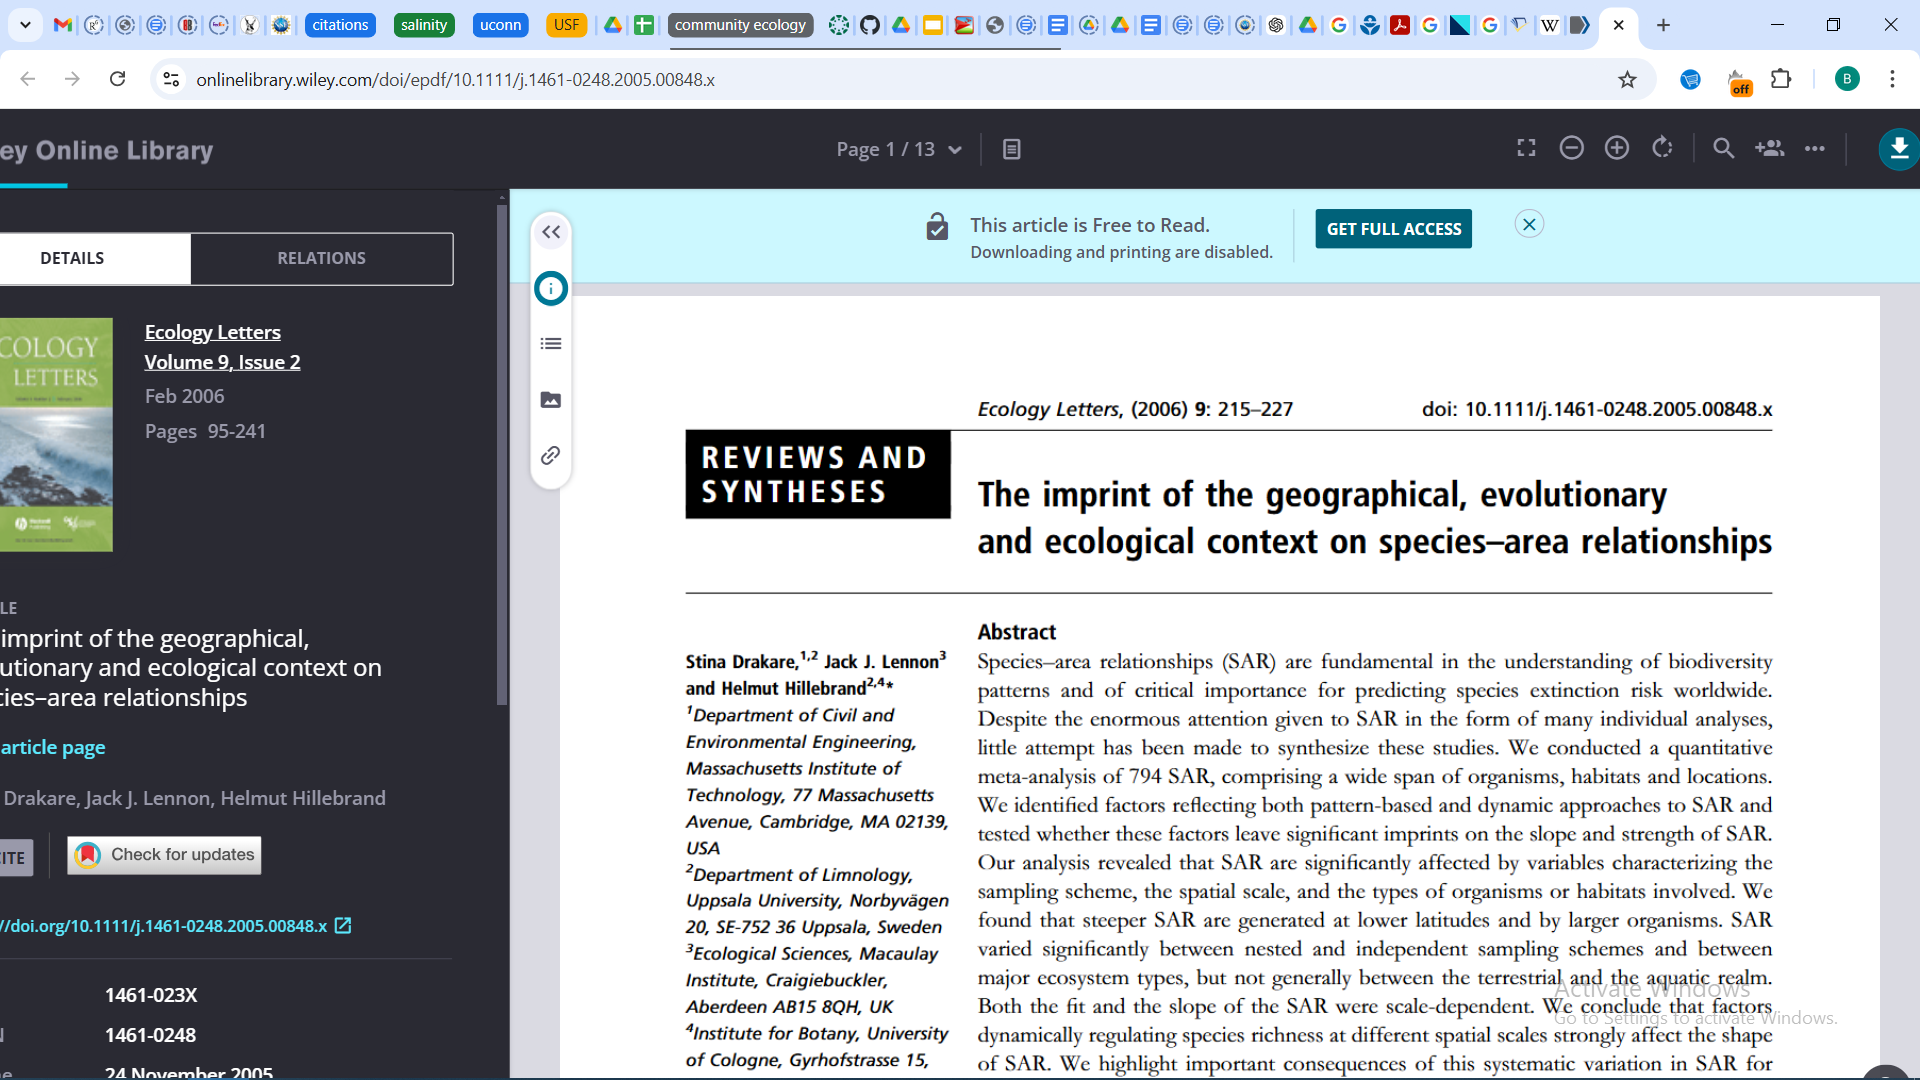 citations
salinity
uconn
USF
community ecology
onlinelibrary.wiley.com/doi/epdf/10.1111/j.1461-0248.2005.00848.x
off
B
ey Online Library
Page 1 / 13
DETAILS
RELATIONS
COLOGY
LETTERS
Ecology Letters
Volume 9, Issue 2
Feb 2006
Pages 95-241
LE
imprint of the geographical,
utionary and ecological context on
cies–area relationships
article page
Drakare, Jack J. Lennon, Helmut Hillebrand
CITE
Check for updates
//doi.org/10.1111/j.1461-0248.2005.00848.x
1461-023X
1461-0248
24 November 2005
This article is Free to Read.
Downloading and printing are disabled.
GET FULL ACCESS
Ecology Letters, (2006) 9: 215–227
doi: 10.1111/j.1461-0248.2005.00848.x
REVIEWS AND
SYNTHESES
The imprint of the geographical, evolutionary
and ecological context on species–area relationships
Stina Drakare,1,2 Jack J. Lennon3
and Helmut Hillebrand2,4*
1Department of Civil and
Environmental Engineering,
Massachusetts Institute of
Technology, 77 Massachusetts
Avenue, Cambridge, MA 02139,
USA
2Department of Limnology,
Uppsala University, Norbyvägen
20, SE-752 36 Uppsala, Sweden
3Ecological Sciences, Macaulay
Institute, Craigiebuckler,
Aberdeen AB15 8QH, UK
4Institute for Botany, University
of Cologne, Gyrhofstrasse 15,
Abstract
Species–area relationships (SAR) are fundamental in the understanding of biodiversity
patterns and of critical importance for predicting species extinction risk worldwide.
Despite the enormous attention given to SAR in the form of many individual analyses,
little attempt has been made to synthesize these studies. We conducted a quantitative
meta-analysis of 794 SAR, comprising a wide span of organisms, habitats and locations.
We identified factors reflecting both pattern-based and dynamic approaches to SAR and
tested whether these factors leave significant imprints on the slope and strength of SAR.
Our analysis revealed that SAR are significantly affected by variables characterizing the
sampling scheme, the spatial scale, and the types of organisms or habitats involved. We
found that steeper SAR are generated at lower latitudes and by larger organisms. SAR
varied significantly between nested and independent sampling schemes and between
major ecosystem types, but not generally between the terrestrial and the aquatic realm.
Both the fit and the slope of the SAR were scale-dependent. We conclude that factors
dynamically regulating species richness at different spatial scales strongly affect the shape
of SAR. We highlight important consequences of this systematic variation in SAR for
Activate Windows
Go to Settings to activate Windows.